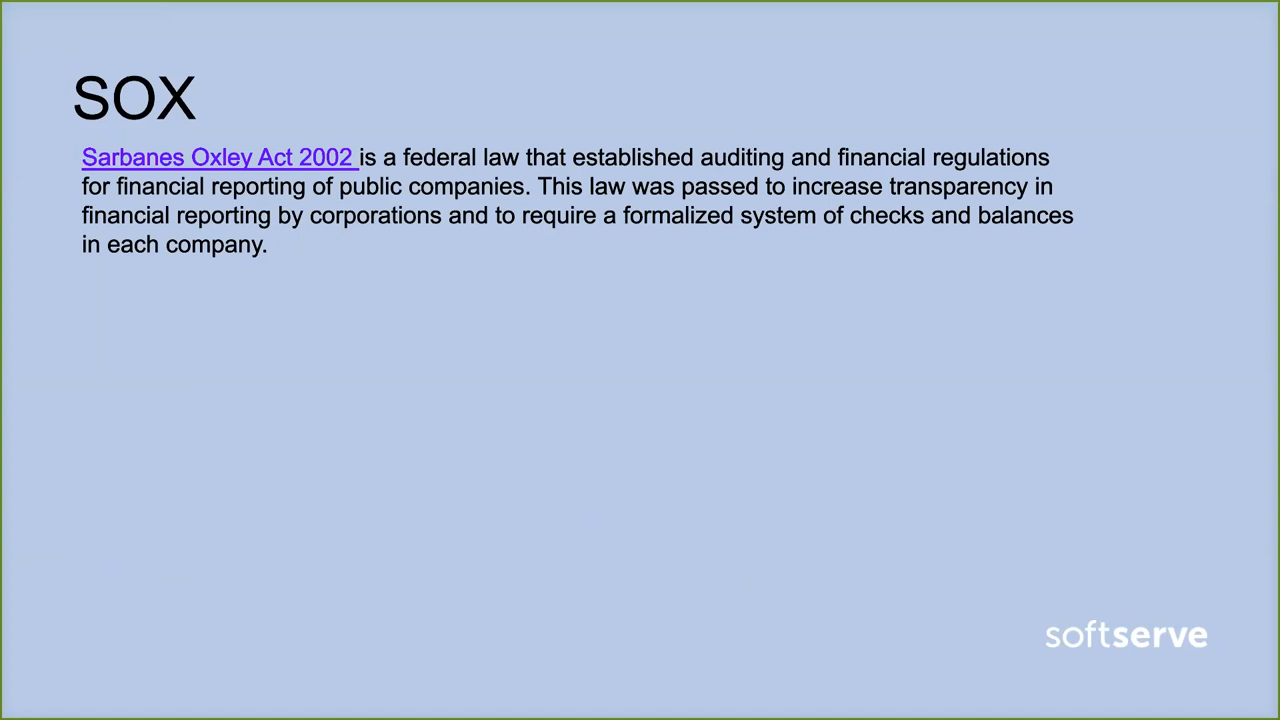 SOX
Sarbanes Oxley Act 2002 is a federal law that established auditing and financial regulations
for financial reporting of public companies. This law was passed to increase transparency in
financial reporting by corporations and to require a formalized system of checks and balances
in each company.
softserve